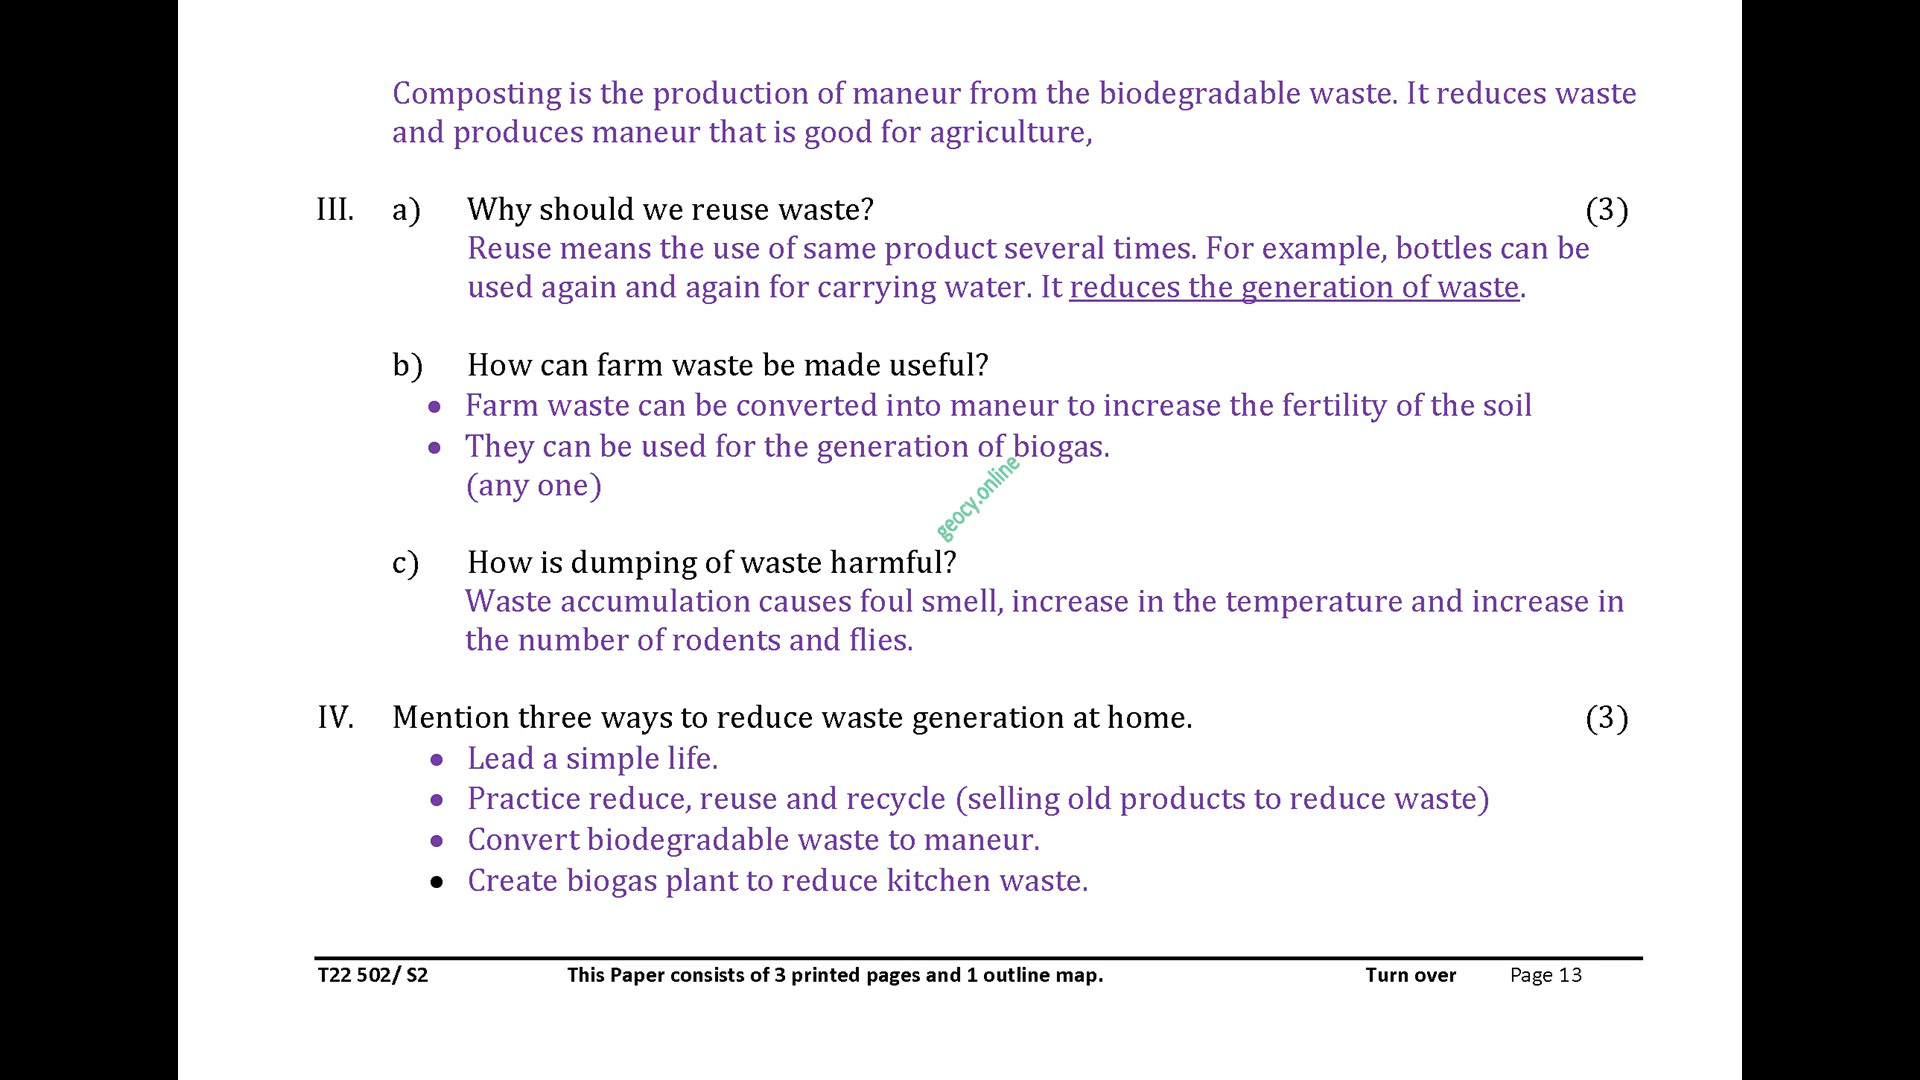 Composting is the production of maneur from the biodegradable waste. It reduces waste
and produces maneur that is good for agriculture,
III. a) Why should we reuse waste? (3)
Reuse means the use of same product several times. For example, bottles can be
used again and again for carrying water. It reduces the generation of waste.
b) How can farm waste be made useful?
• Farm waste can be converted into maneur to increase the fertility of the soil
• They can be used for the generation of biogas.
(any one)
geocy.online
c) How is dumping of waste harmful?
Waste accumulation causes foul smell, increase in the temperature and increase in
the number of rodents and flies.
IV. Mention three ways to reduce waste generation at home. (3)
• Lead a simple life.
• Practice reduce, reuse and recycle (selling old products to reduce waste)
• Convert biodegradable waste to maneur.
• Create biogas plant to reduce kitchen waste.
T22 502/ S2 This Paper consists of 3 printed pages and 1 outline map. Turn over Page 13